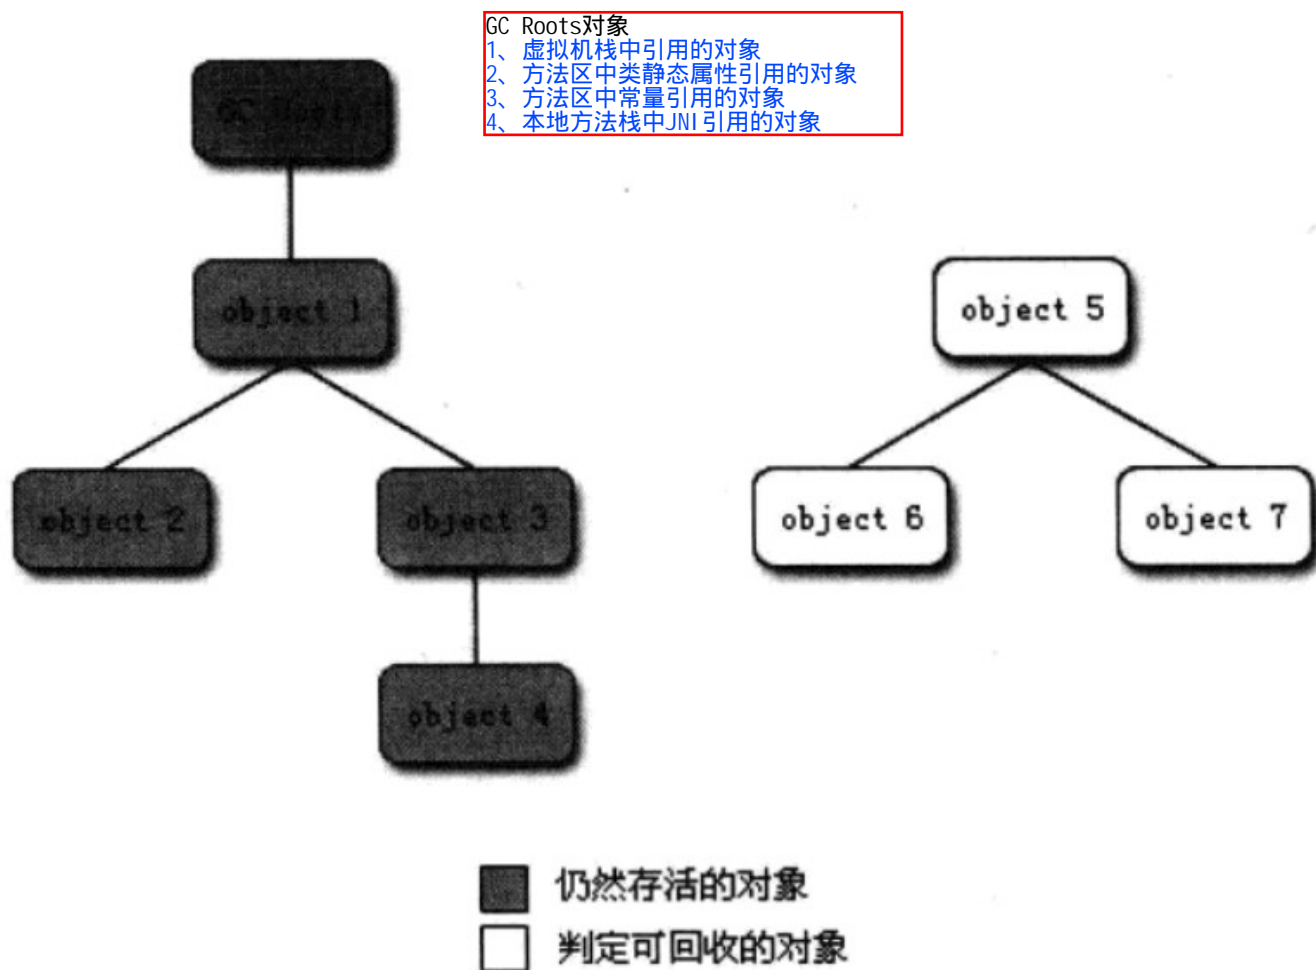 GC Roots对象
1、虚拟机栈中引用的对象
2、方法区中类静态属性引用的对象
3、方法区中常量引用的对象
4、本地方法栈中JNI引用的对象
GC Roots
object 1
object 5
object 2
object 3
object 6
object 7
object 4
仍然存活的对象
判定可回收的对象